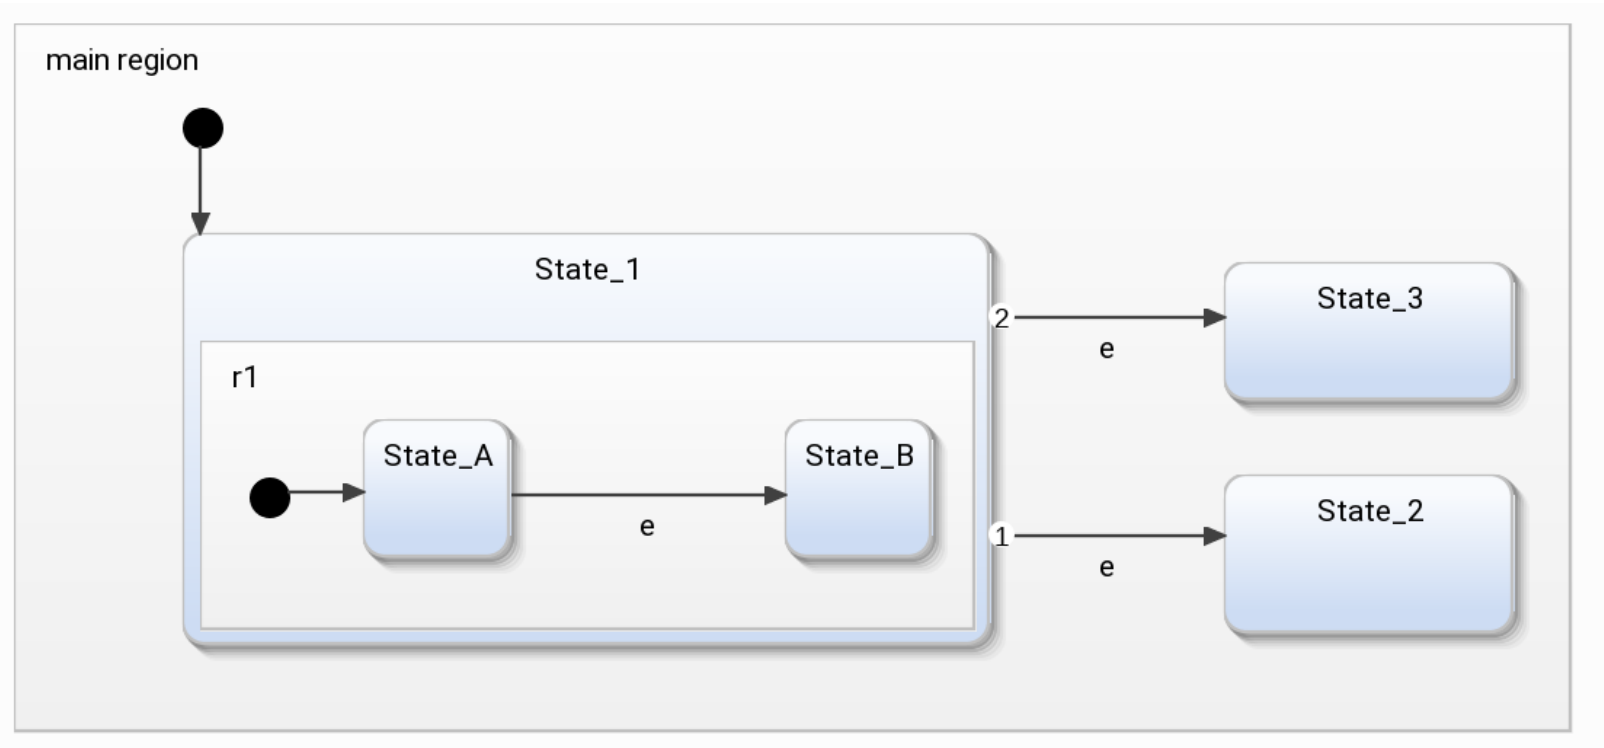 main region
State_1
State_3
2
e
r1
State_A
State_B
State_2
e
1
e